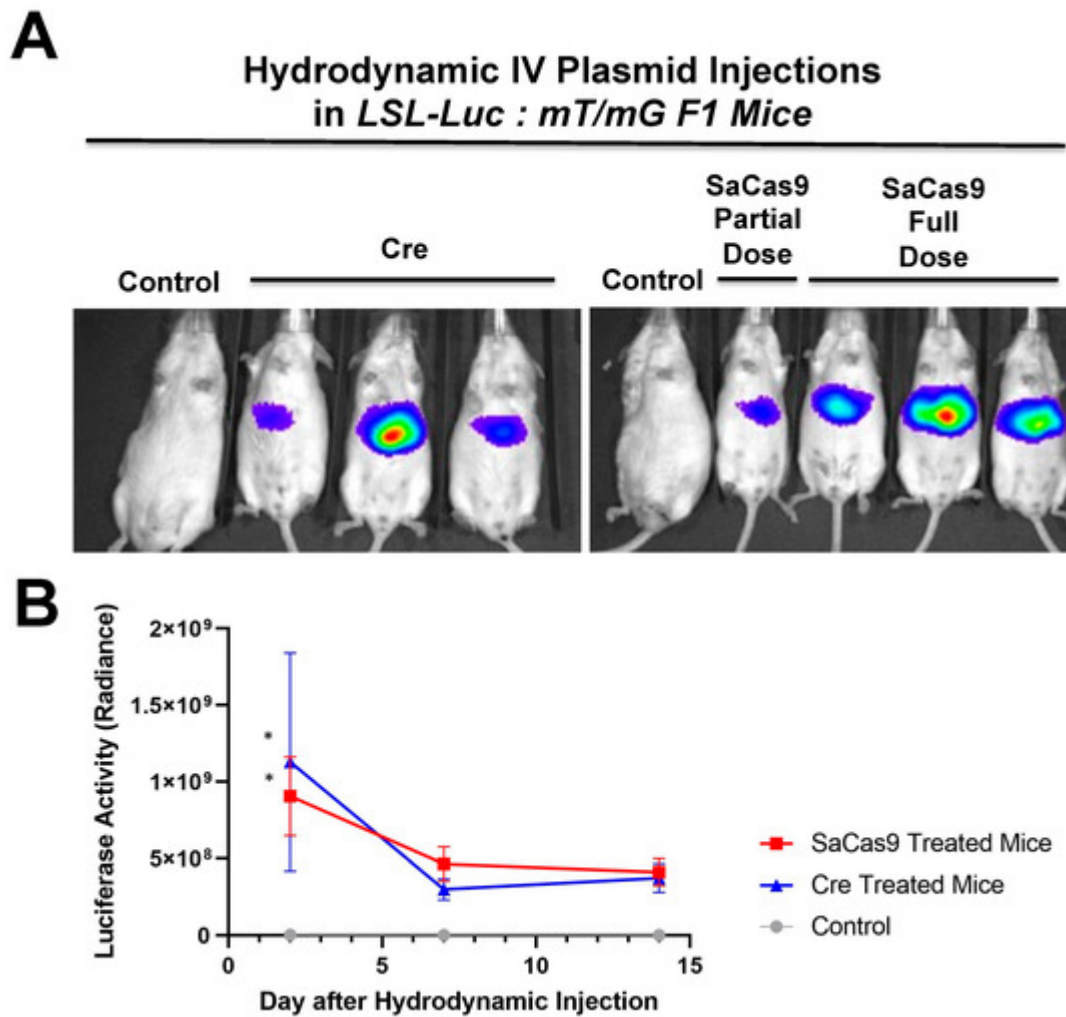 A
Hydrodynamic IV Plasmid Injections
in LSL-Luc : mT/mG F1 Mice
Control
Cre
Control
SaCas9
Partial
Dose
SaCas9
Full
Dose
B
Luciferase Activity (Radiance)
2×10⁹
1.5×10⁹
1×10⁹
5×10⁸
0
*
*
0
5
10
15
Day after Hydrodynamic Injection
SaCas9 Treated Mice
Cre Treated Mice
Control